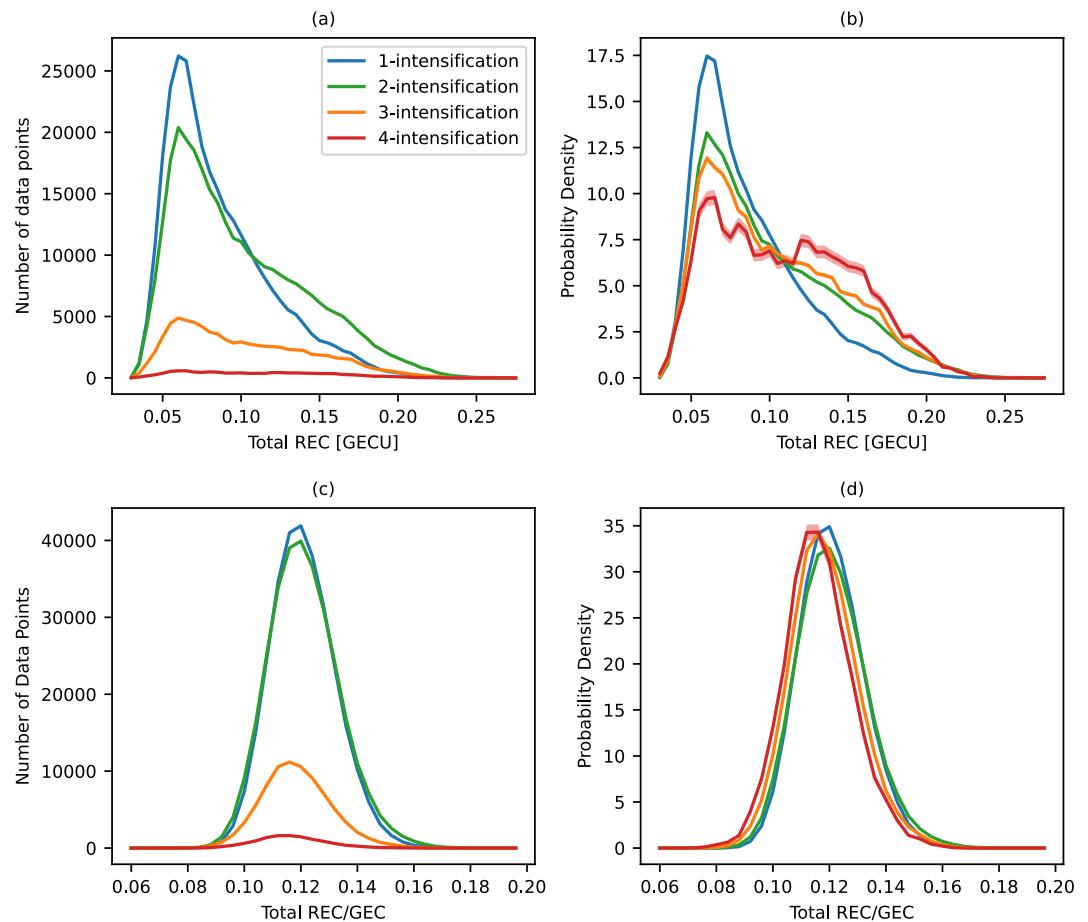 (a)
Number of data points
25000
20000
15000
10000
5000
0
0.05 0.10 0.15 0.20 0.25
Total REC [GECU]
1-intensification
2-intensification
3-intensification
4-intensification
(b)
Probability Density
17.5
15.0
12.5
10.0
7.5
5.0
2.5
0.0
0.05 0.10 0.15 0.20 0.25
Total REC [GECU]
(c)
Number of Data Points
40000
30000
20000
10000
0
0.06 0.08 0.10 0.12 0.14 0.16 0.18 0.20
Total REC/GEC
(d)
Probability Density
35
30
25
20
15
10
5
0
0.06 0.08 0.10 0.12 0.14 0.16 0.18 0.20
Total REC/GEC